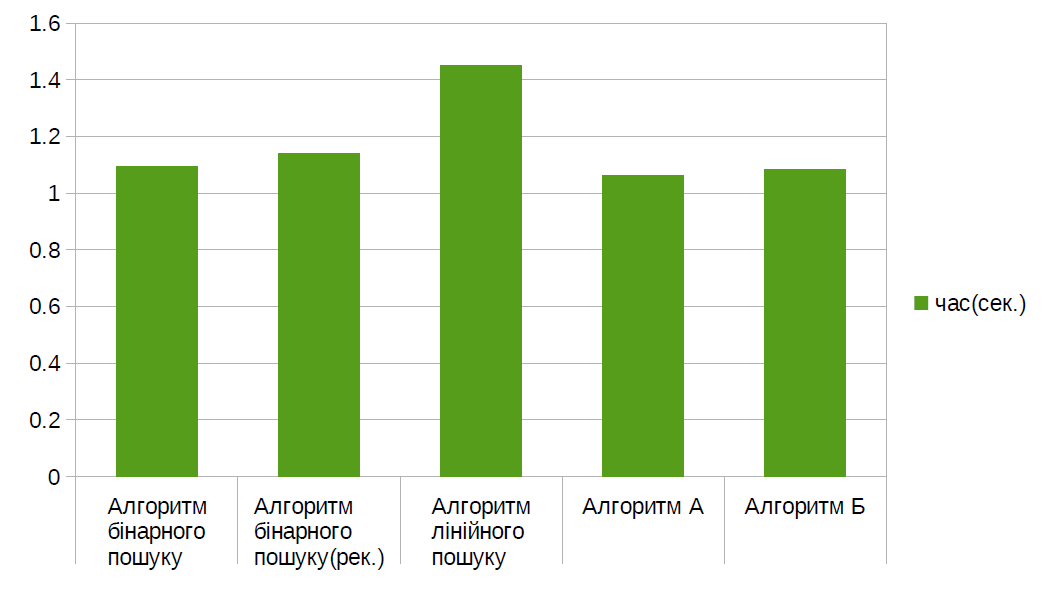 1.6
1.4
1.2
1
0.8
0.6
0.4
0.2
0
Алгоритм
бінарного
пошуку
Алгоритм
бінарного
пошуку(рек.)
Алгоритм
лінійного
пошуку
Алгоритм А
Алгоритм Б
час(сек.)